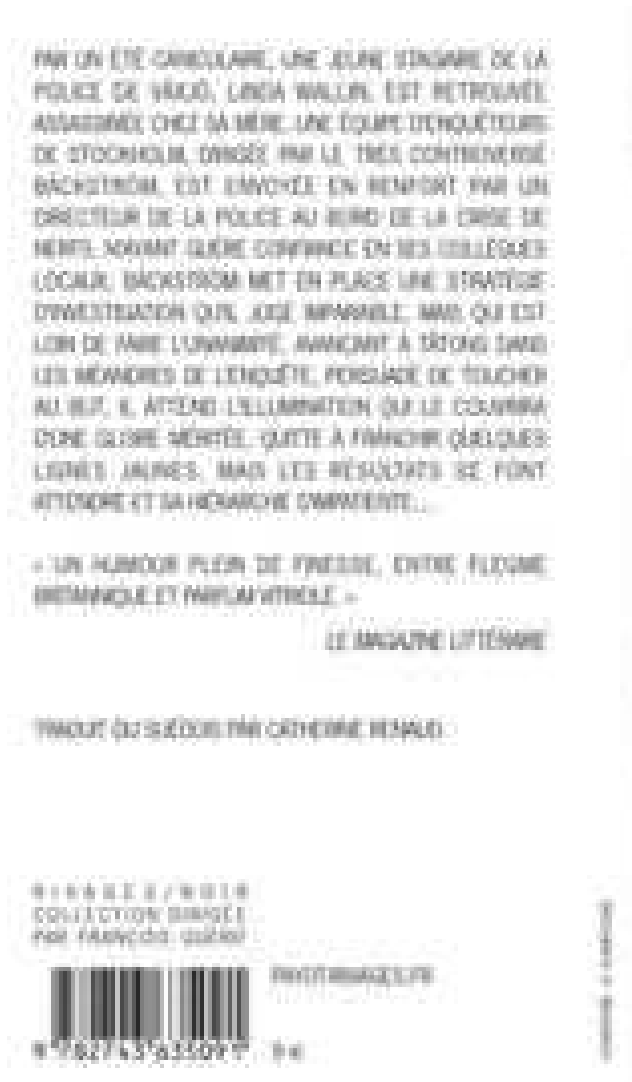 PAR UN ÉTÉ CANICULAIRE, UNE JEUNE STAGIAIRE DE LA
POLICE DE VÄXJÖ, LINDA WALLIN, EST RETROUVÉE
ASSASSINÉE CHEZ SA MÈRE. UNE ÉQUIPE D'ENQUÊTEURS
DE STOCKHOLM, DIRIGÉE PAR LE TRÈS CONTROVERSÉ
BÄCKSTRÖM, EST ENVOYÉE EN RENFORT PAR UN
DIRECTEUR DE LA POLICE AU BORD DE LA CRISE DE
NERFS. N'AYANT GUÈRE CONFIANCE EN SES COLLÈGUES
LOCAUX, BÄCKSTRÖM MET EN PLACE UNE STRATÉGIE
D'INVESTIGATION QU'IL JUGE IMPARABLE, MAIS QUI EST
LOIN DE FAIRE L'UNANIMITÉ. AVANÇANT À TÂTONS DANS
LES MÉANDRES DE L'ENQUÊTE, PERSUADÉ DE TOUCHER
AU BUT, IL ATTEND L'ILLUMINATION QUI LE COUVRIRA
D'UNE GLOIRE MÉRITÉE, QUITTE À FRANCHIR QUELQUES
LIGNES JAUNES. MAIS LES RÉSULTATS SE FONT
ATTENDRE ET SA HIÉRARCHIE S'IMPATIENTE...
« UN HUMOUR PLEIN DE FINESSE, ENTRE FLEGME
BRITANNIQUE ET PARFUM VITRIOLÉ. »
LE MAGAZINE LITTÉRAIRE
TRADUIT DU SUÉDOIS PAR CATHERINE RENAUD
RIVAGES/NOIR
COLLECTION DIRIGÉE
PAR FRANÇOIS GUÉRIF
PAYOT-RIVAGES.FR
9 782743 635091
9 €